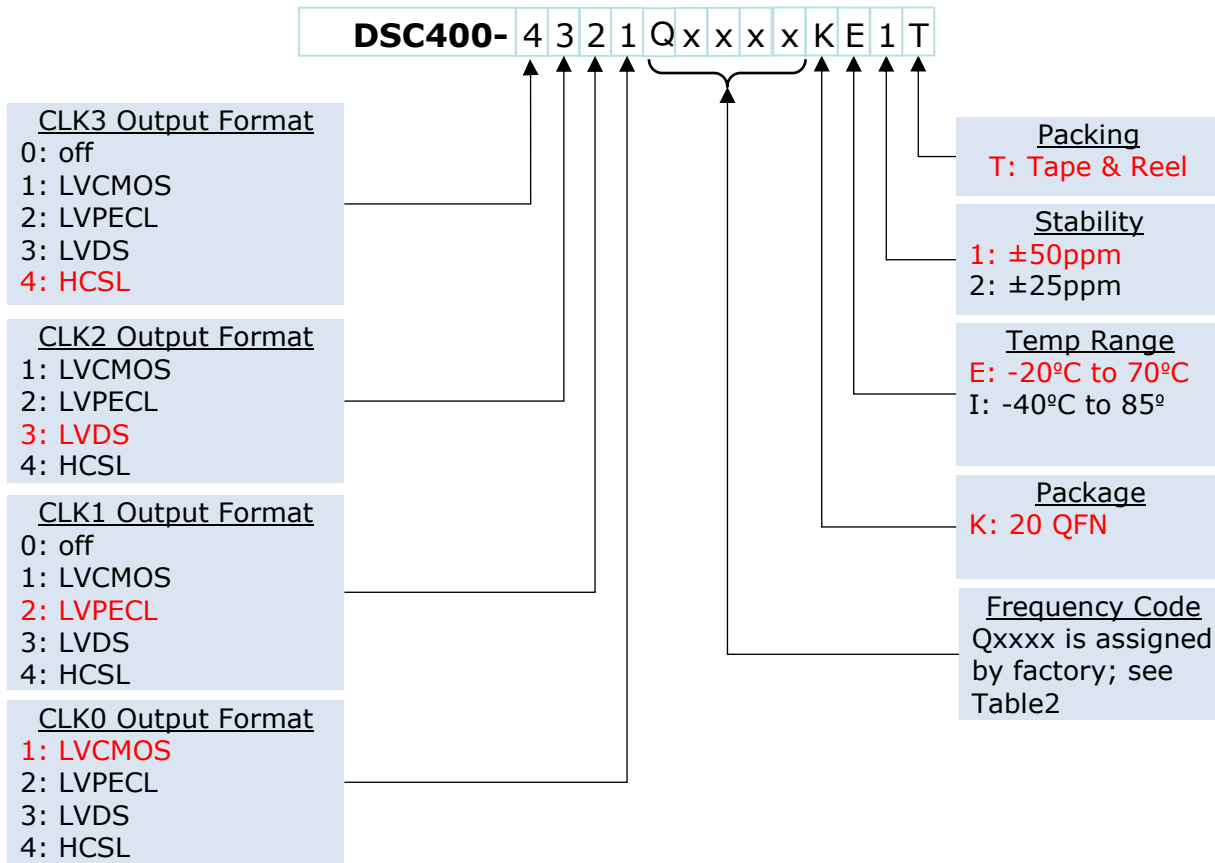 DSC400- 4 3 2 1 Q x x x x K E 1 T
CLK3 Output Format
0: off
1: LVCMOS
2: LVPECL
3: LVDS
4: HCSL
CLK2 Output Format
1: LVCMOS
2: LVPECL
3: LVDS
4: HCSL
CLK1 Output Format
0: off
1: LVCMOS
2: LVPECL
3: LVDS
4: HCSL
CLK0 Output Format
1: LVCMOS
2: LVPECL
3: LVDS
4: HCSL
Packing
T: Tape & Reel
Stability
1: ±50ppm
2: ±25ppm
Temp Range
E: -20ºC to 70ºC
I: -40ºC to 85º
Package
K: 20 QFN
Frequency Code
Qxxxx is assigned
by factory; see
Table2